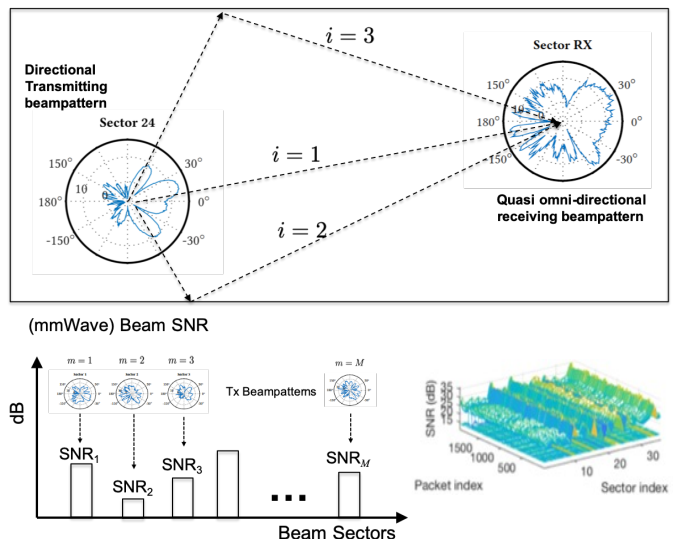 i = 3
Sector RX
150°
30°
10
0
180°
0°
-150°
-30°
Quasi omni-directional
receiving beampattern
Directional
Transmitting
beampattern
Sector 24
150°
30°
10
0
180°
0°
-150°
-30°
i = 1
i = 2
(mmWave) Beam SNR
m = 1
m = 2
m = 3
m = M
Tx Beampatterns
dB
SNR₁
SNR₂
SNR₃
SNR_M
...
Beam Sectors
SNR (dB)
35
30
25
20
15
1500
1000
500
Packet index
10
20
30
Sector index